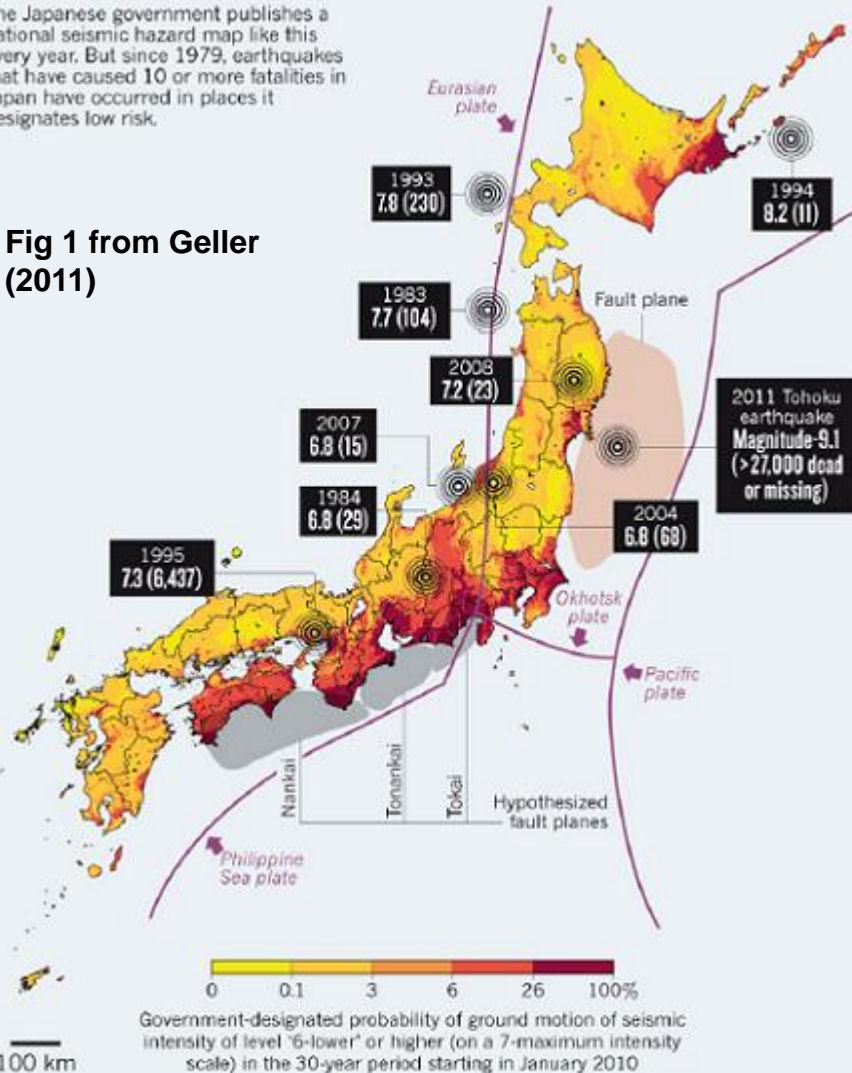 he Japanese government publishes a
ational seismic hazard map like this
very year. But since 1979, earthquakes
hat have caused 10 or more fatalities in
apan have occurred in places it
esignates low risk.
Eurasian
plate
1993
7.8 (230)
1994
8.2 (11)
Fig 1 from Geller
(2011)
1983
7.7 (104)
Fault plane
2008
7.2 (23)
2011 Tohoku
earthquake
Magnitude-9.1
(>27,000 dead
or missing)
2007
6.8 (15)
1984
6.8 (29)
2004
6.8 (68)
1995
7.3 (6,437)
Okhotsk
plate
Pacific
plate
Nankai
Tonankai
Tokai
Hypothesized
fault planes
Philippine
Sea plate
0 0.1 3 6 26 100%
Government-designated probability of ground motion of seismic
intensity of level "6-lower" or higher (on a 7-maximum intensity
scale) in the 30-year period starting in January 2010
100 km